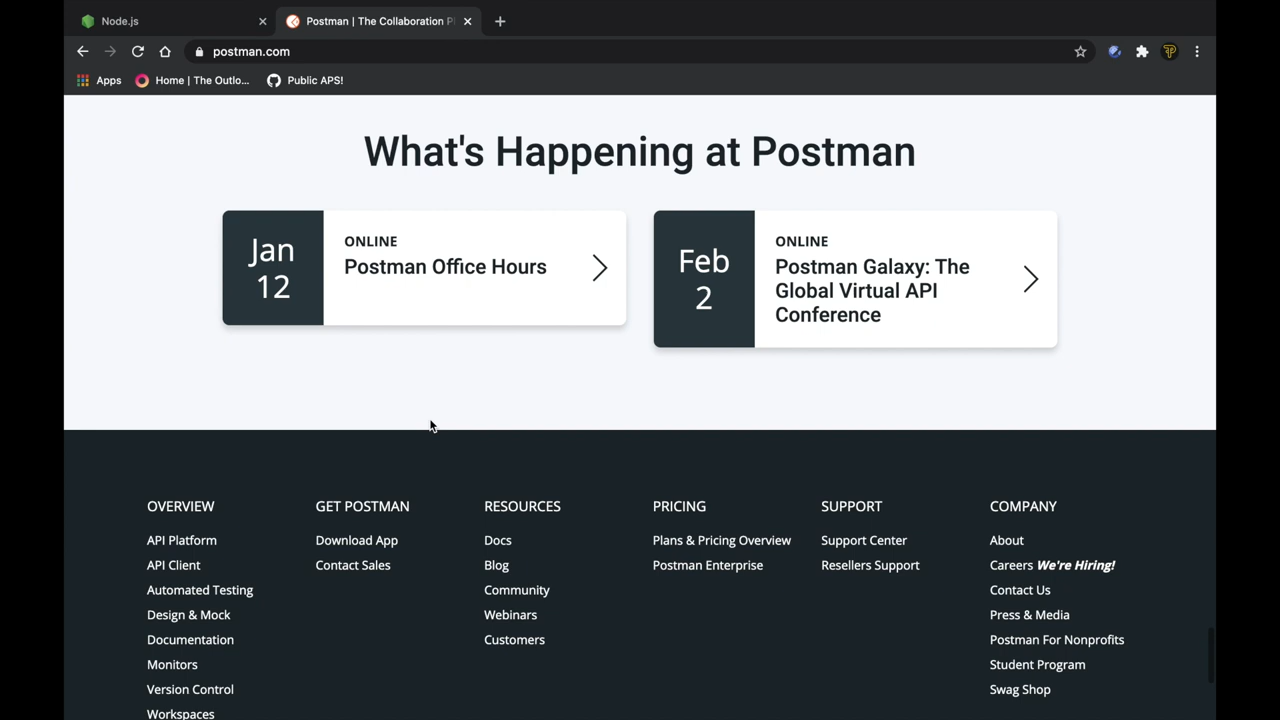 Node.js
Postman | The Collaboration P
postman.com
Apps
Home | The Outlo...
Public APS!
What's Happening at Postman
Jan
12
ONLINE
Postman Office Hours
Feb
2
ONLINE
Postman Galaxy: The
Global Virtual API
Conference
OVERVIEW
API Platform
API Client
Automated Testing
Design & Mock
Documentation
Monitors
Version Control
Workspaces
GET POSTMAN
Download App
Contact Sales
RESOURCES
Docs
Blog
Community
Webinars
Customers
PRICING
Plans & Pricing Overview
Postman Enterprise
SUPPORT
Support Center
Resellers Support
COMPANY
About
Careers We're Hiring!
Contact Us
Press & Media
Postman For Nonprofits
Student Program
Swag Shop